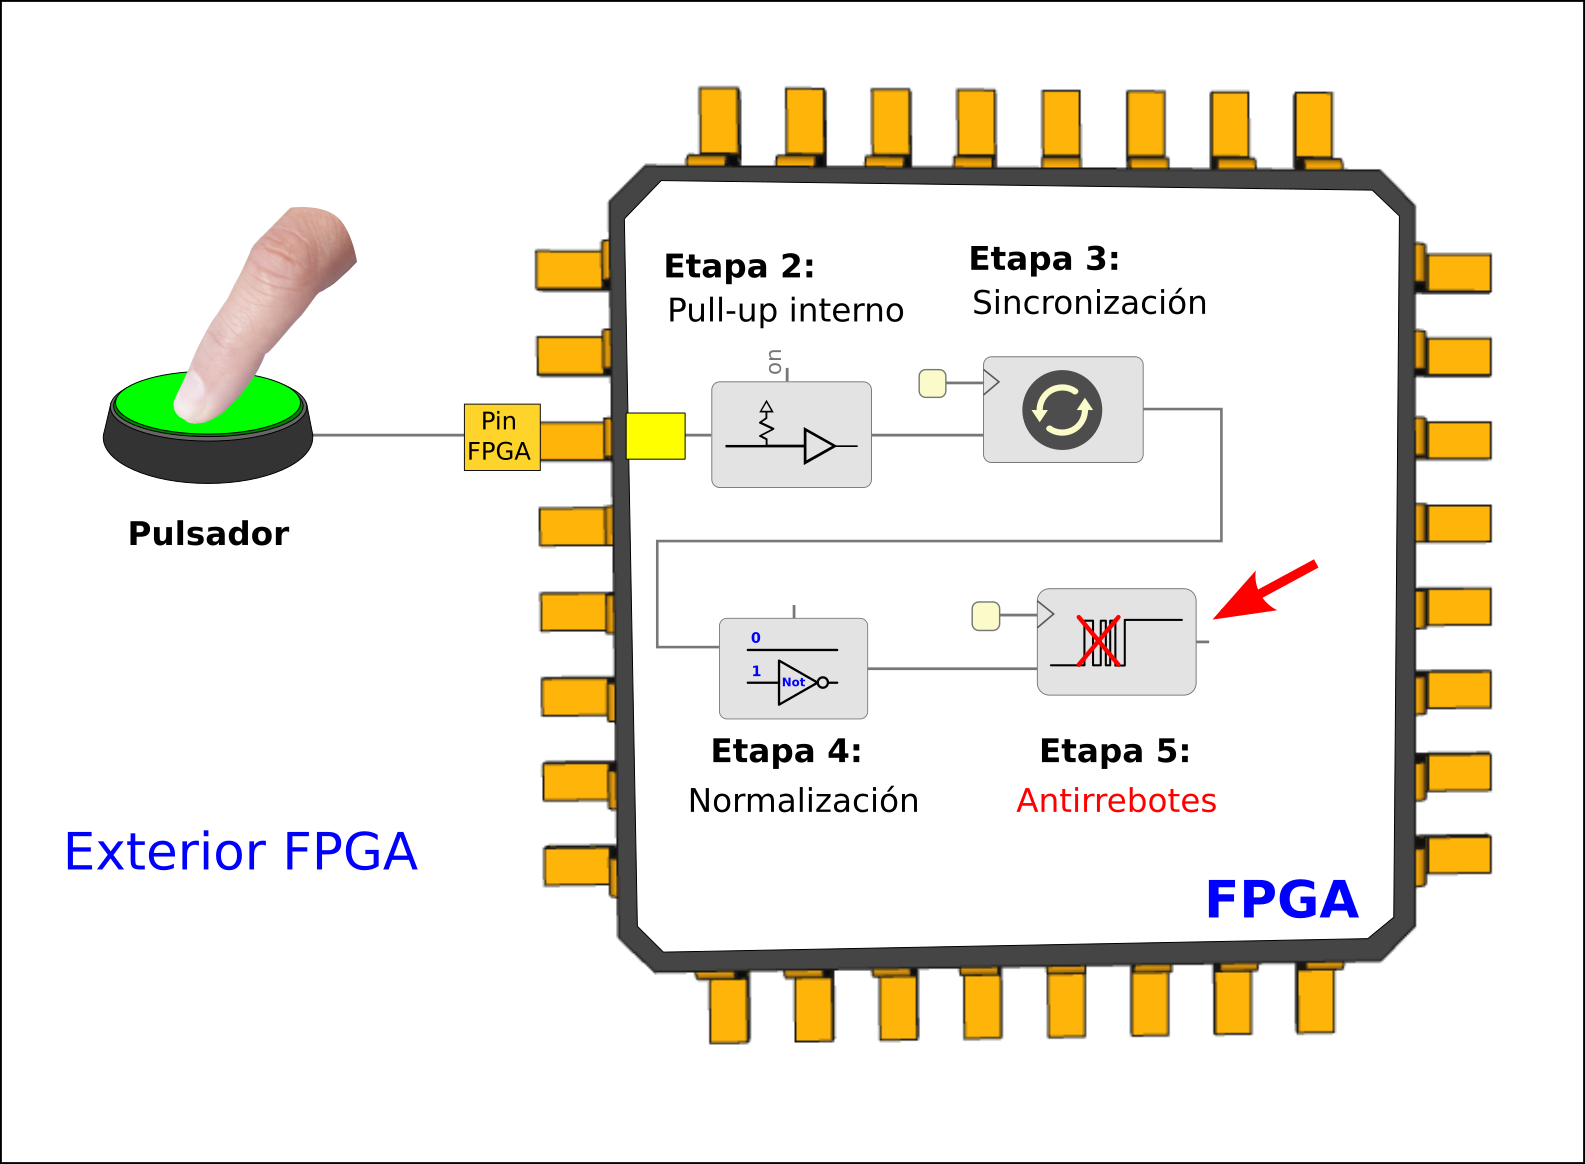 Etapa 2:
Pull-up interno
Etapa 3:
Sincronización
on
Pin
FPGA
Pulsador
0
1
Not
Etapa 4:
Normalización
Etapa 5:
Antirrebotes
Exterior FPGA
FPGA